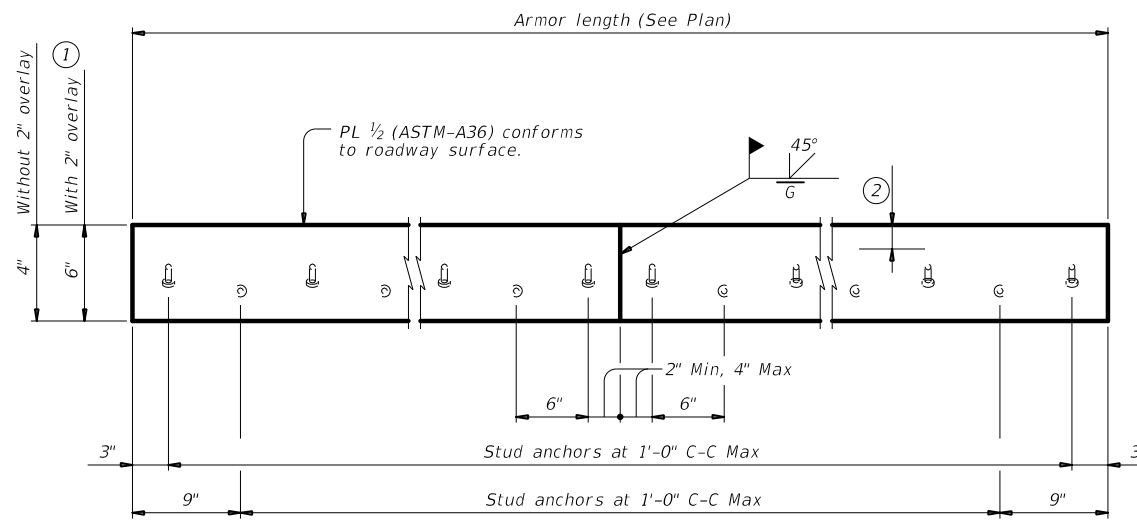 Armor length (See Plan)
Without 2" overlay
1
With 2" overlay
PL ½ (ASTM-A36) conforms
to roadway surface.
45°
G
2
4"
6"
2" Min, 4" Max
6"
6"
3"
Stud anchors at 1'-0" C-C Max
3
9"
Stud anchors at 1'-0" C-C Max
9"